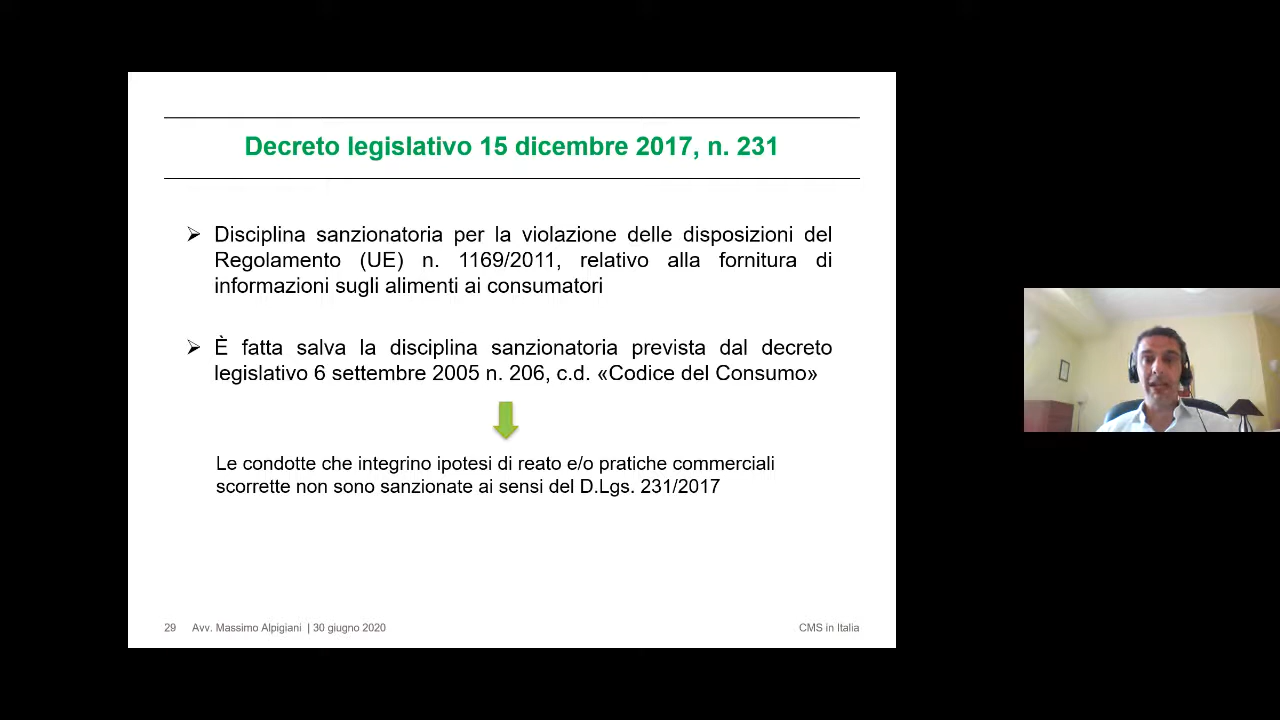 Decreto legislativo 15 dicembre 2017, n. 231
➢ Disciplina sanzionatoria per la violazione delle disposizioni del
Regolamento (UE) n. 1169/2011, relativo alla fornitura di
informazioni sugli alimenti ai consumatori
➢ È fatta salva la disciplina sanzionatoria prevista dal decreto
legislativo 6 settembre 2005 n. 206, c.d. «Codice del Consumo»
Le condotte che integrino ipotesi di reato e/o pratiche commerciali
scorrette non sono sanzionate ai sensi del D.Lgs. 231/2017
29 Avv. Massimo Alpigiani | 30 giugno 2020 CMS in Italia